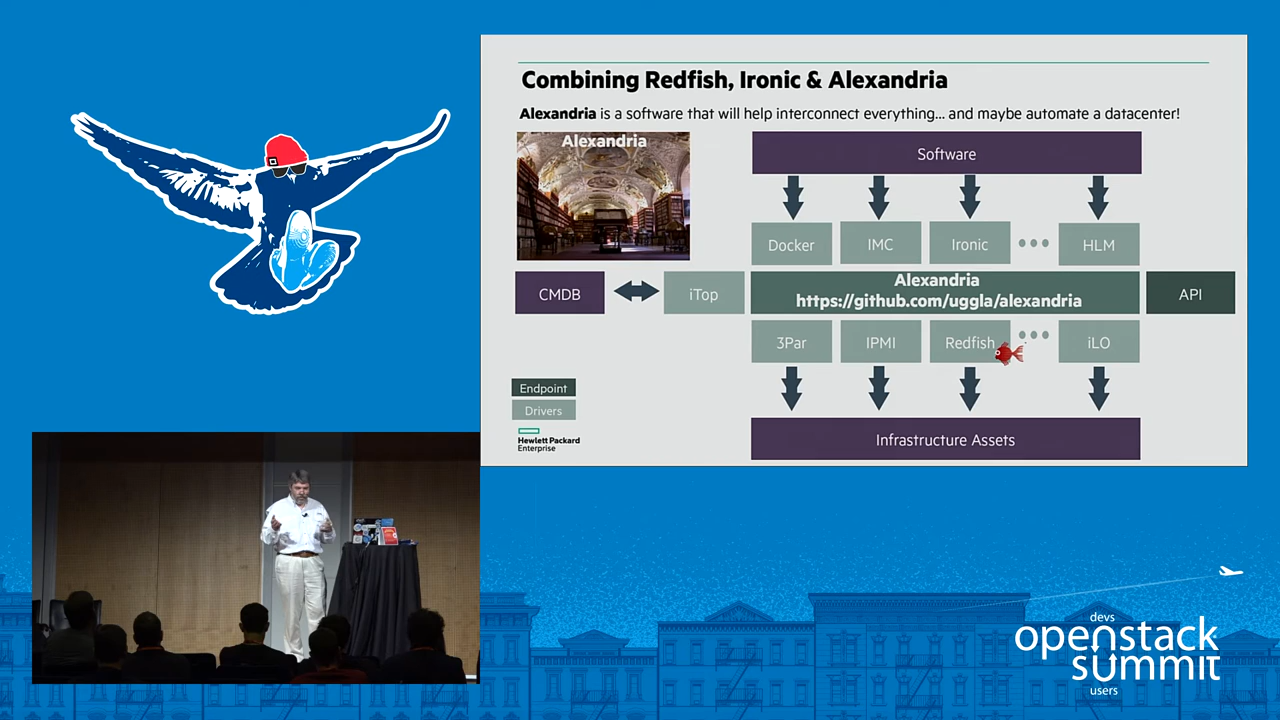 Combining Redfish, Ironic & Alexandria
Alexandria is a software that will help interconnect everything... and maybe automate a datacenter!
Alexandria
Software
Docker
IMC
Ironic
HLM
CMDB
iTop
Alexandria
https://github.com/uggla/alexandria
API
3Par
IPMI
Redfish
iLO
Endpoint
Drivers
Infrastructure Assets
Hewlett Packard
Enterprise
devs
openstack
summit
users